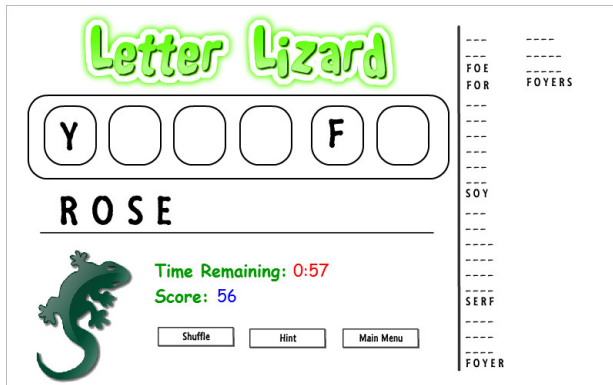 Letter Lizard
Y F
ROSE
Time Remaining: 0:57
Score: 56
Shuffle Hint Main Menu
FOE
FOR
SOY
SERF
FOYER
FOYERS